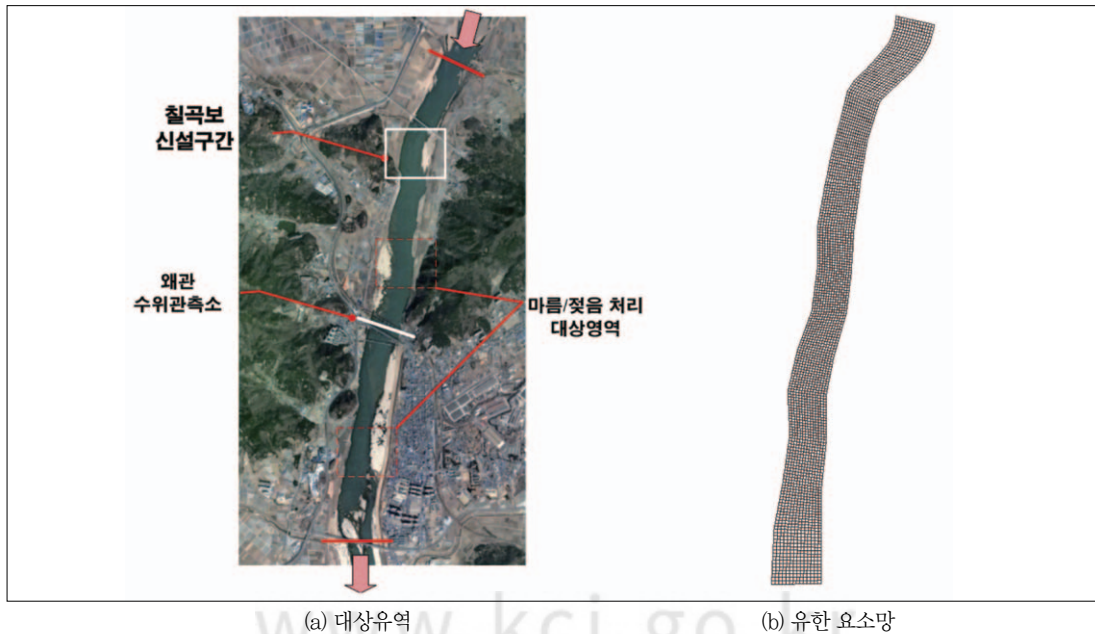 칠곡보
신설구간
왜관
수위관측소
마름/젖음 처리
대상영역
www.kci.go.kr
(a) 대상유역
(b) 유한 요소망